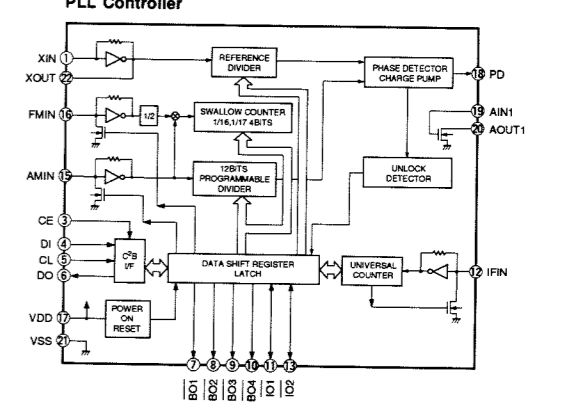 PLL Controller
XIN 1
XOUT 22
FMIN 16
AMIN 15
CE 3
DI 4
CL 5
DO 6
VDD 17
VSS 21
REFERENCE
DIVIDER
PHASE DETECTOR
CHARGE PUMP
18 PD
19 AIN1
20 AOUT1
1/2
SWALLOW COUNTER
1/16,1/17 4BITS
12BITS
PROGRAMMABLE
DIVIDER
UNLOCK
DETECTOR
C²B
I/F
DATA SHIFT REGISTER
LATCH
UNIVERSAL
COUNTER
12 IFIN
POWER
ON
RESET
7 8 9 10 11 13
BO1
BO2
BO3
BO4
IO1
IO2